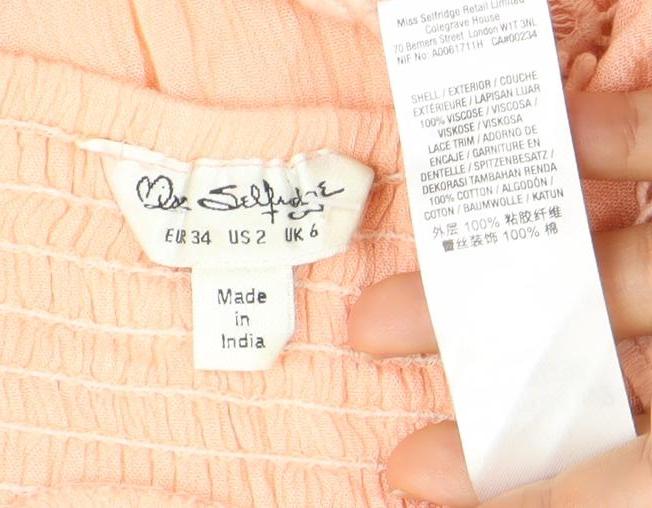 Miss Selfridge
EUR 34 US 2 UK 6
Made
in
India
Miss Selfridge Retail Limited
Colegrave House
70 Berners Street, London W1T 3NL
NIF No: A0061711H CA#00234
SHELL / EXTERIOR / COUCHE
EXTÉRIEURE / LAPISAN LUAR
100% VISCOSE / VISCOSA /
VISKOSE / VISKOSA
LACE TRIM / ADORNO DE
ENCAJE / GARNITURE EN
DENTELLE / SPITZENBESATZ /
DEKORASI TAMBAHAN RENDA
100% COTTON / ALGODÓN /
COTON / BAUMWOLLE / KATUN
外层 100% 粘胶纤维
蕾丝装饰 100% 棉